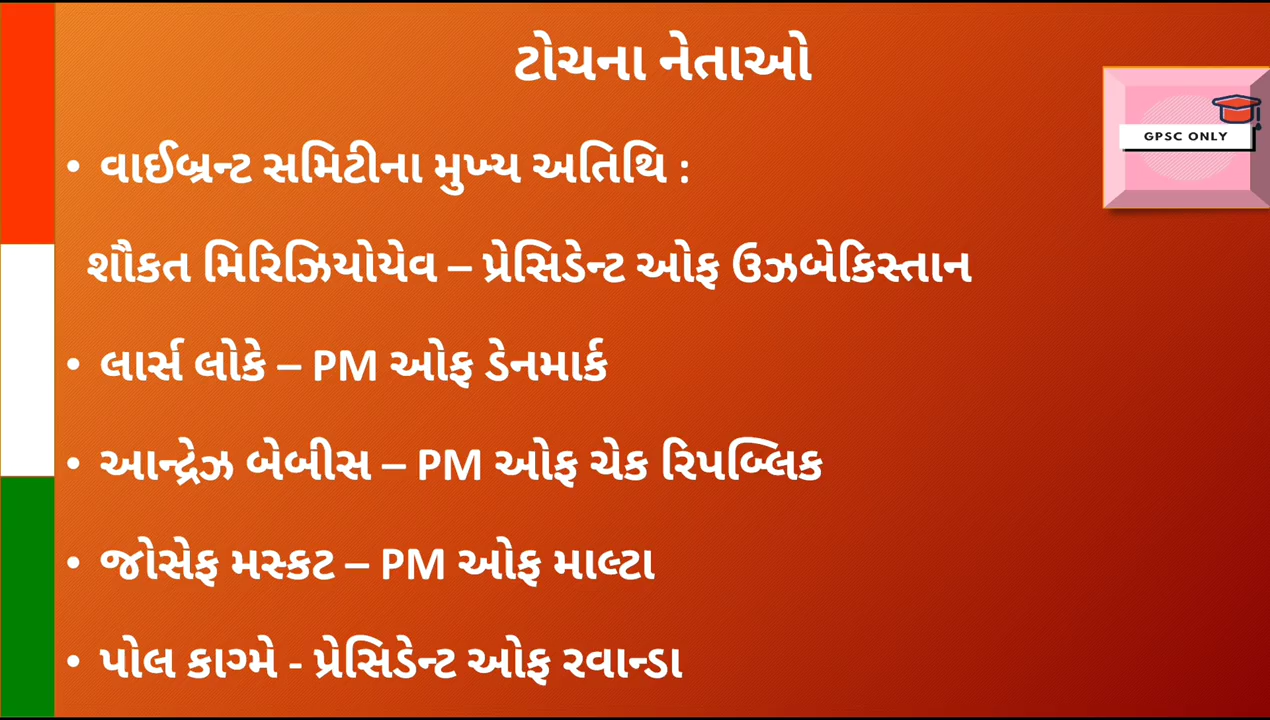 ટોચના નેતાઓ
GPSC ONLY
• વાઈબ્રન્ટ સમિટીના મુખ્ય અતિથિ :
શૌકત મિરિઝિયોયેવ – પ્રેસિડેન્ટ ઓફ ઉઝબેકિસ્તાન
• લાર્સ લોકે – PM ઓફ ડેનમાર્ક
• આન્દ્રેઝ બેબીસ – PM ઓફ ચેક રિપબ્લિક
• જોસેફ મસ્કટ – PM ઓફ માલ્ટા
• પોલ કાગ્મે - પ્રેસિડેન્ટ ઓફ રવાન્ડા